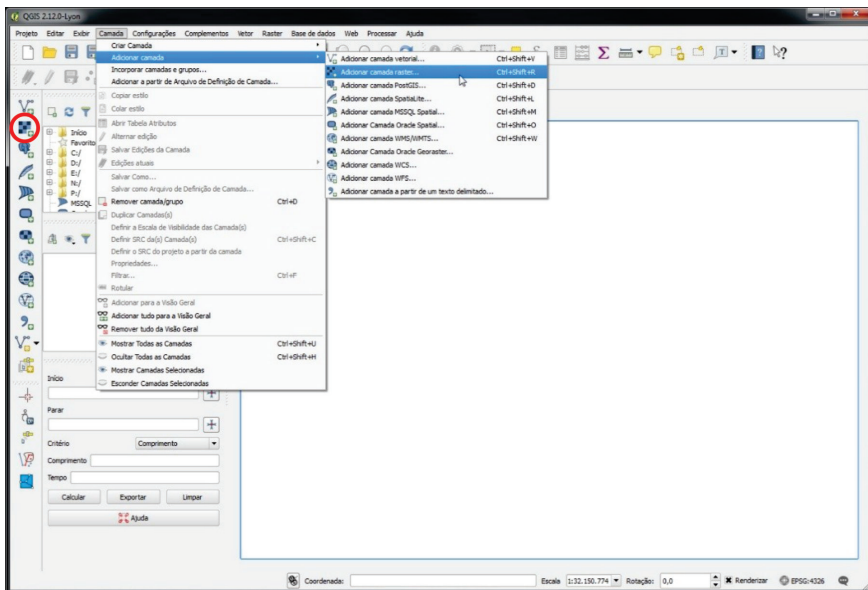 QGIS 2.12.0-Lyon
Projeto Editar Exibir Camada Configurações Complementos Vetor Raster Base de dados Web Processar Ajuda
Criar Camada
Adicionar camada
Incorporar camadas e grupos...
Adicionar a partir de Arquivo de Definição de Camada...
Copiar estilo
Colar estilo
Abrir Tabela Atributos
Alternar edição
Salvar Edições da Camada
Edições atuais
Salvar Como...
Salvar como Arquivo de Definição de Camada...
Remover camada/grupo Ctrl+D
Duplicar Camadas(s)
Definir a Escala de Visibilidade das Camada(s)
Definir SRC da(s) Camada(s) Ctrl+Shift+C
Definir o SRC do projeto a partir da camada
Propriedades...
Filtrar... Ctrl+F
Rotular
Adicionar para a Visão Geral
Adicionar tudo para a Visão Geral
Remover tudo da Visão Geral
Mostrar Todas as Camadas Ctrl+Shift+U
Ocultar Todas as Camadas Ctrl+Shift+H
Mostrar Camadas Selecionadas
Esconder Camadas Selecionadas
Adicionar camada vetorial... Ctrl+Shift+V
Adicionar camada raster... Ctrl+Shift+R
Adicionar camada PostGIS... Ctrl+Shift+D
Adicionar camada SpatiaLite... Ctrl+Shift+L
Adicionar camada MSSQL Spatial... Ctrl+Shift+M
Adicionar Camada Oracle Spatial... Ctrl+Shift+O
Adicionar camada WMS/WMTS... Ctrl+Shift+W
Adicionar Camada Oracle Georaster...
Adicionar camada WCS...
Adicionar camada WFS...
Adicionar camada a partir de um texto delimitado...
Início
Favorito
C:/
D:/
E:/
N:/
P:/
MSSQL
Início
Parar
Critério Comprimento
Comprimento
Tempo
Calcular Exportar Limpar
Ajuda
Coordenada: Escala 1:32.150.774 Rotação: 0,0 Renderizar EPSG:4326